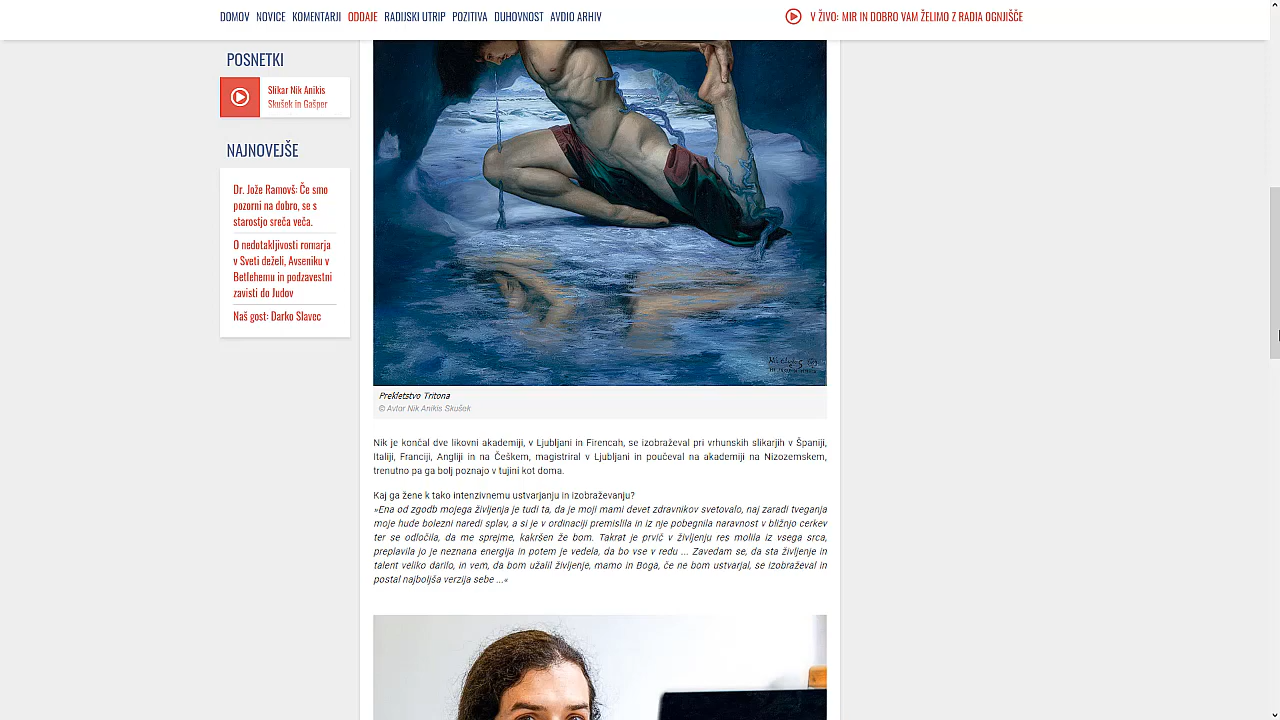 DOMOV NOVICE KOMENTARJI ODDAJE RADIJSKI UTRIP POZITIVA DUHOVNOST AVDIO ARHIV
V ŽIVO: MIR IN DOBRO VAM ŽELIMO Z RADIA OGNJIŠČE
POSNETKI
Slikar Nik Anikis
Skušek in Gašper
NAJNOVEJŠE
Dr. Jože Ramovš: Če smo
pozorni na dobro, se s
starostjo sreča veča.
O nedotakljivosti romarja
v Sveti deželi, Avseniku v
Betlehemu in podzavestni
zavisti do Judov
Naš gost: Darko Slavec
Prekletstvo Tritona
© Avtor Nik Anikis Skušek
Nik je končal dve likovni akademiji, v Ljubljani in Firencah, se izobraževal pri vrhunskih slikarjih v Španiji,
Italiji, Franciji, Angliji in na Češkem, magistriral v Ljubljani in poučeval na akademiji na Nizozemskem,
trenutno pa ga bolj poznajo v tujini kot doma.
Kaj ga žene k tako intenzivnemu ustvarjanju in izobraževanju?
»Ena od zgodb mojega življenja je tudi ta, da je moji mami devet zdravnikov svetovalo, naj zaradi tveganja
moje hude bolezni naredi splav, a si je v ordinaciji premislila in iz nje pobegnila naravnost v bližnjo cerkev
ter se odločila, da me sprejme, kakršen že bom. Takrat je prvič v življenju res molila iz vsega srca,
preplavila jo je neznana energija in potem je vedela, da bo vse v redu ... Zavedam se, da sta življenje in
talent veliko darilo, in vem, da bom užalil življenje, mamo in Boga, če ne bom ustvarjal, se izobraževal in
postal najboljša verzija sebe ...«